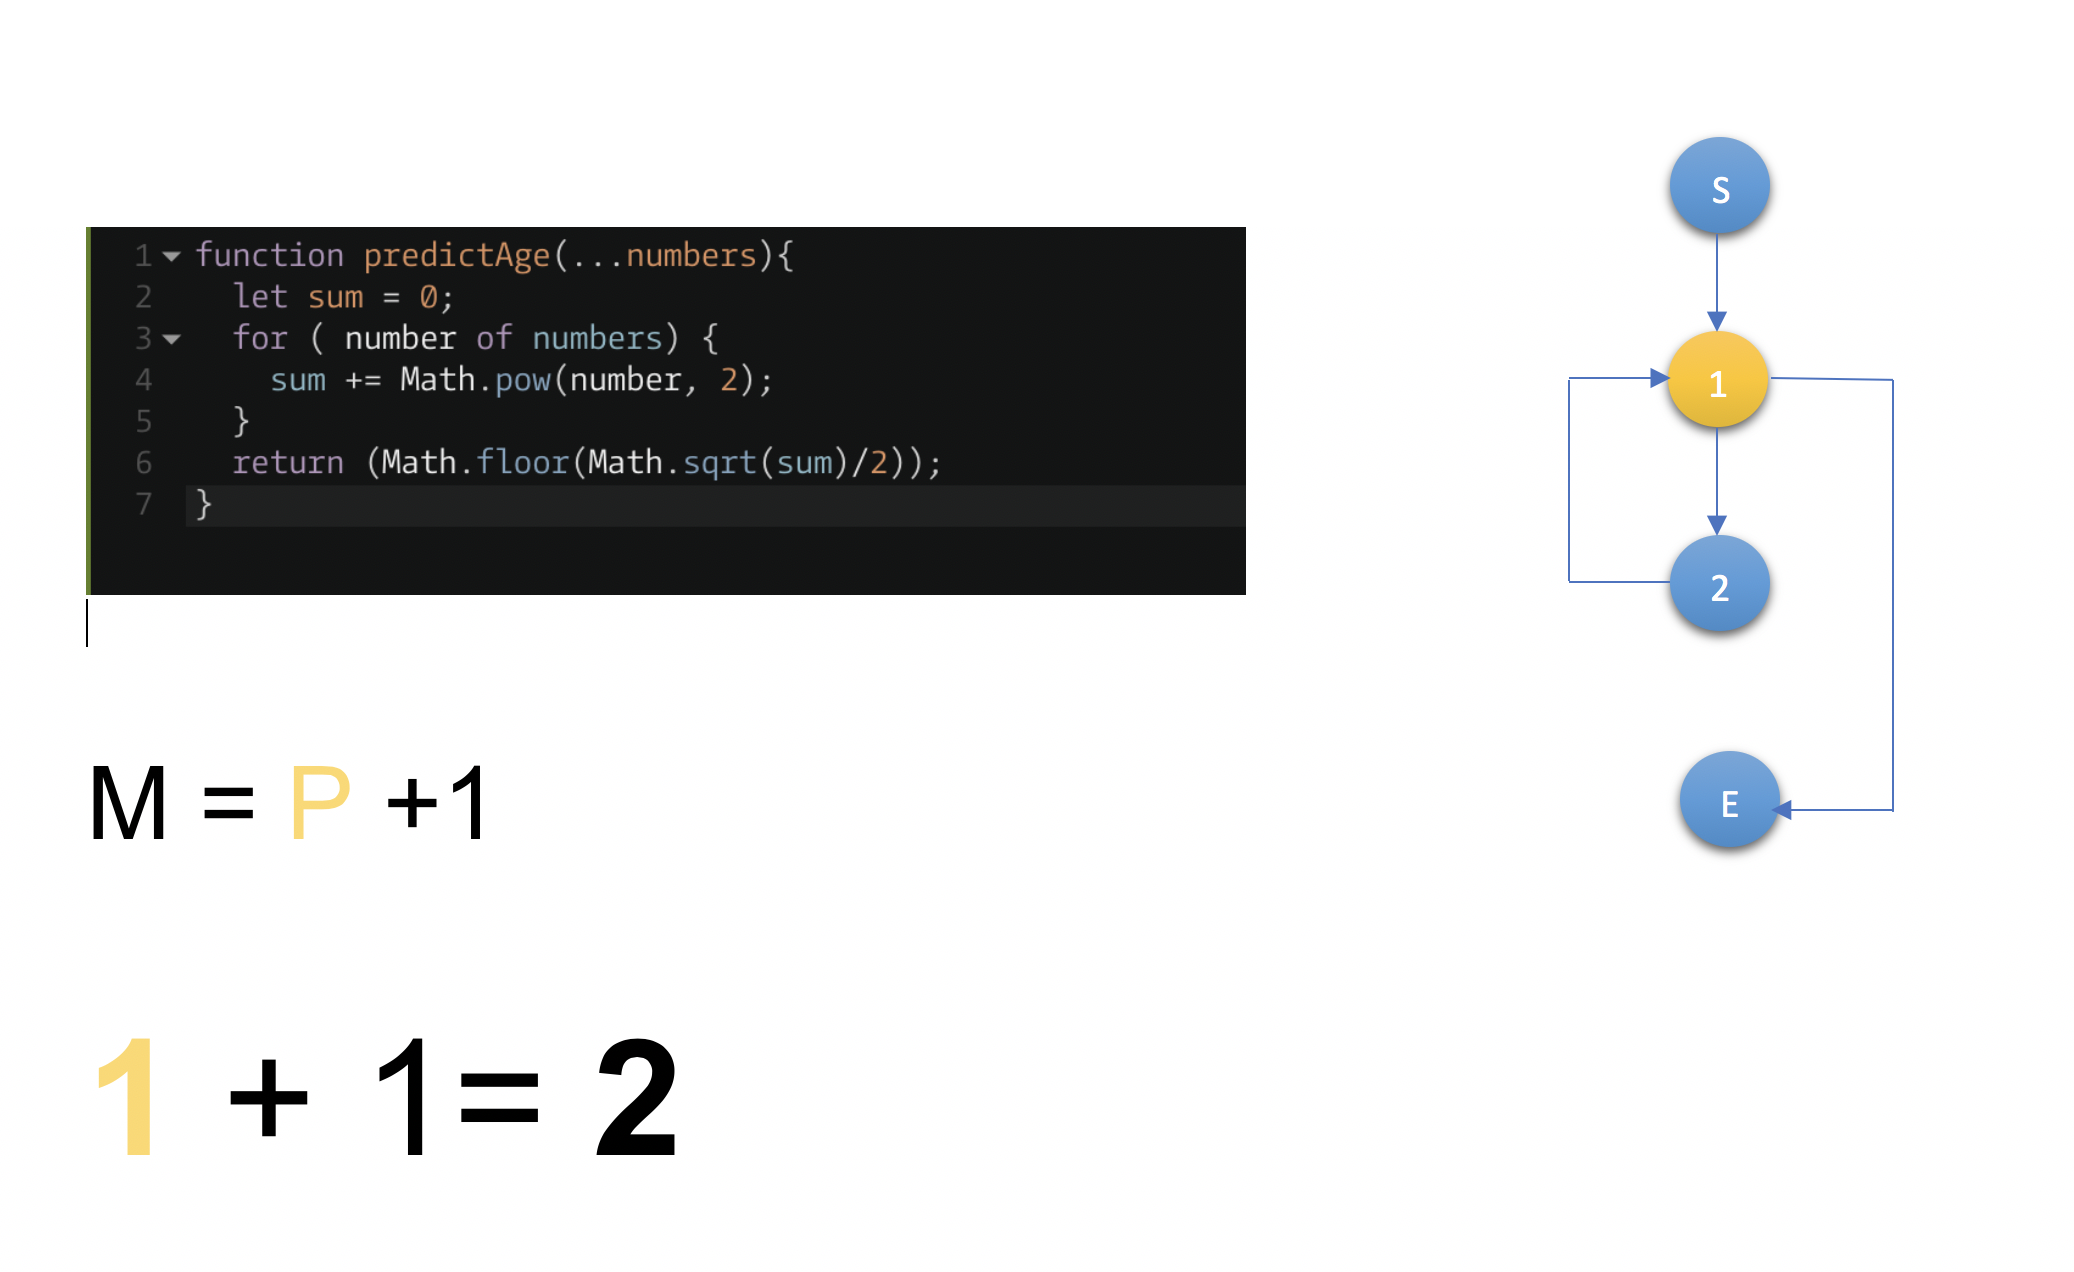 1 function predictAge(...numbers){
2 let sum = 0;
3 for ( number of numbers) {
4 sum += Math.pow(number, 2);
5 }
6 return (Math.floor(Math.sqrt(sum)/2));
7 }
M = P +1
1 + 1= 2
S
1
2
E